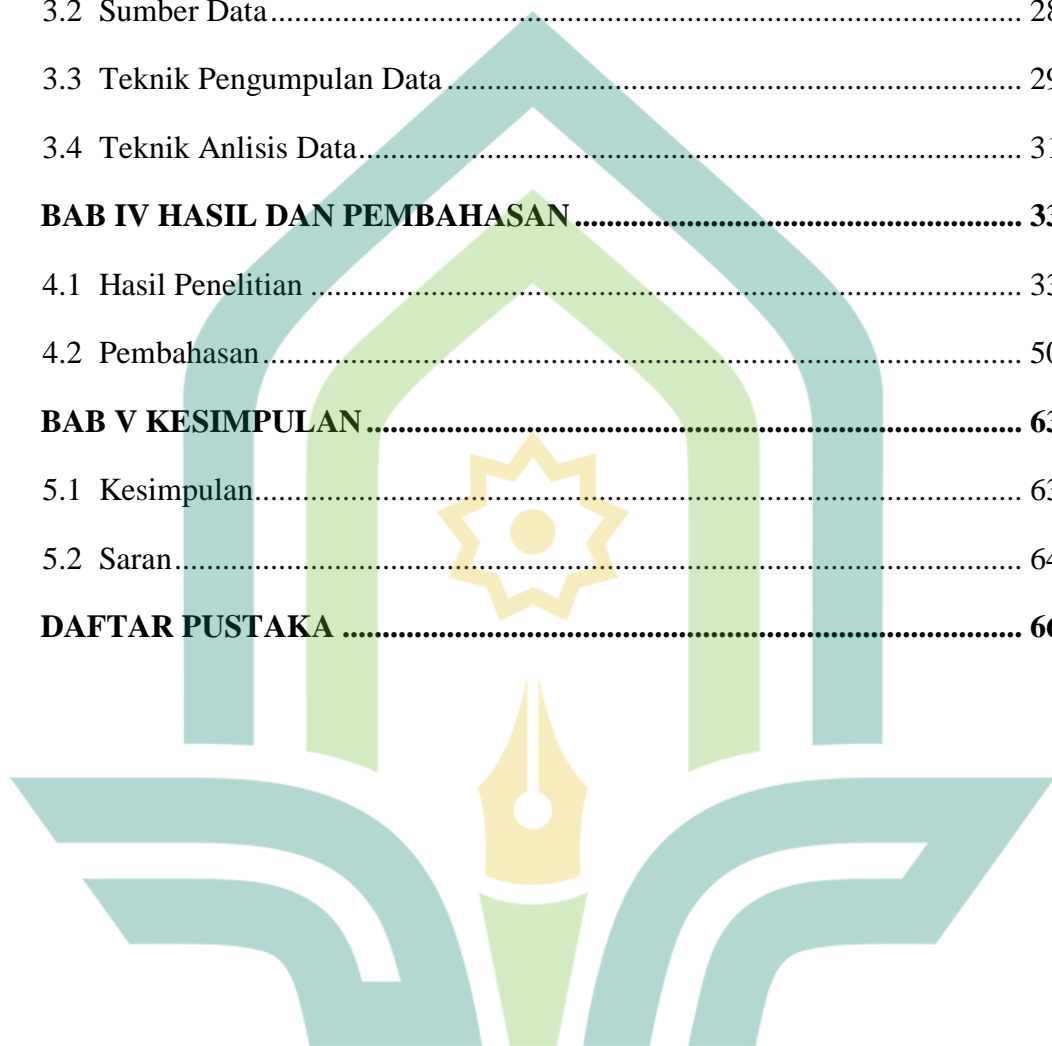 3.2 Sumber Data........................................................................................... 28
3.3 Teknik Pengumpulan Data...................................................................... 29
3.4 Teknik Anlisis Data................................................................................. 31
BAB IV HASIL DAN PEMBAHASAN....................................................... 33
4.1 Hasil Penelitian ....................................................................................... 33
4.2 Pembahasan............................................................................................. 50
BAB V KESIMPULAN................................................................................. 63
5.1 Kesimpulan.............................................................................................. 63
5.2 Saran........................................................................................................ 64
DAFTAR PUSTAKA .................................................................................... 66